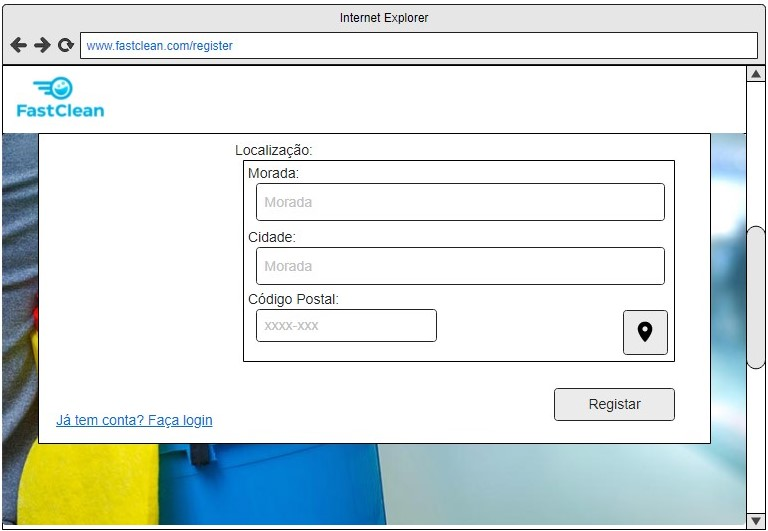 Internet Explorer
www.fastclean.com/register
FastClean
Localização:
Morada:
Morada
Cidade:
Morada
Código Postal:
xxxx-xxx
Registar
Já tem conta? Faça login